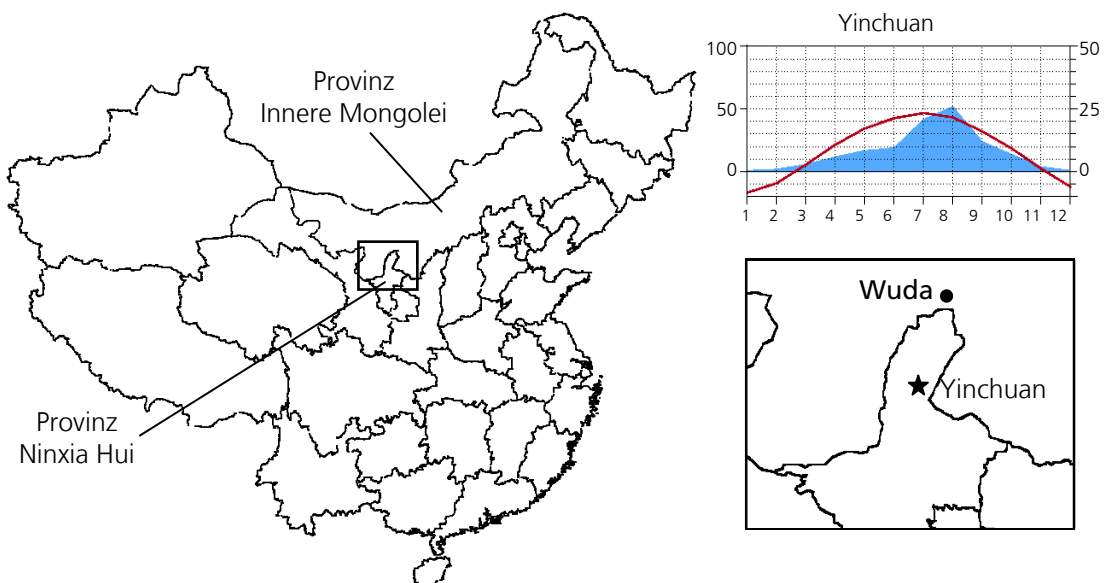 Provinz
Innere Mongolei
Provinz
Ninxia Hui
Yinchuan
100
50
50
25
0
0
1 2 3 4 5 6 7 8 9 10 11 12
Wuda
Yinchuan